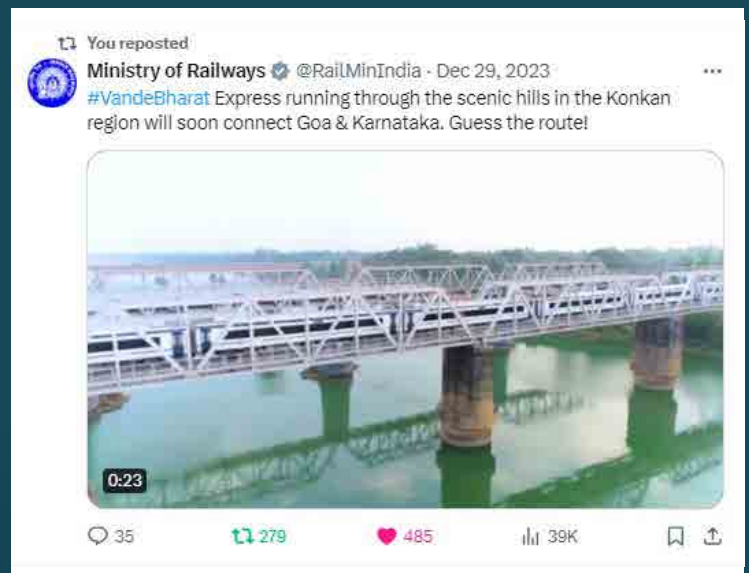 You reposted
Ministry of Railways @RailMinIndia · Dec 29, 2023
#VandeBharat Express running through the scenic hills in the Konkan
region will soon connect Goa & Karnataka. Guess the route!
0:23
35 279 485 39K